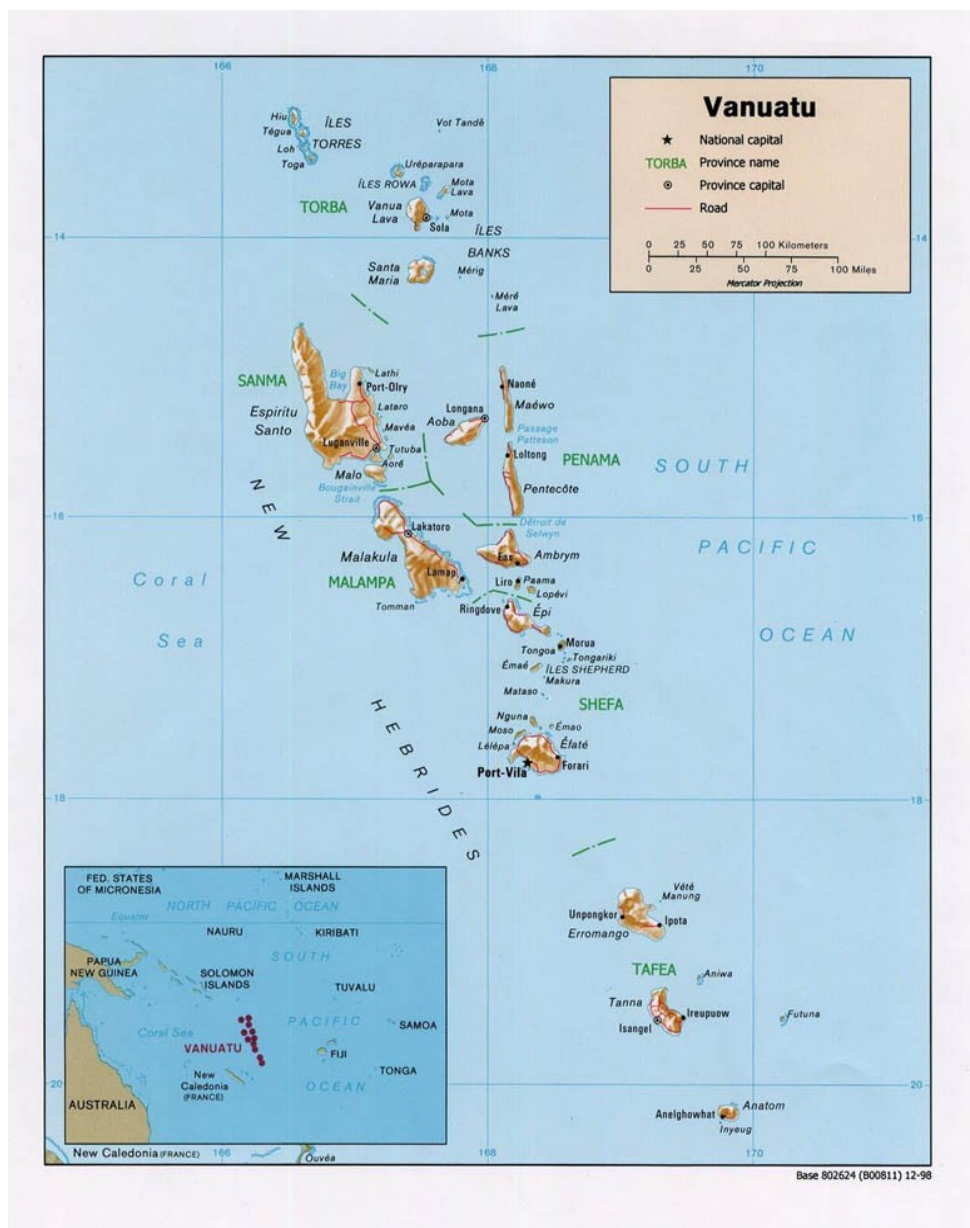 166
168
170
Vanuatu
National capital
TORBA Province name
Province capital
Road
0 25 50 75 100 Kilometers
0 25 50 75 100 Miles
Mercator Projection
Hiu
Tégua
Loh
Toga
ÎLES
TORRES
Vot Tandé
Uréparapara
ÎLES ROWA
Mota
Lava
TORBA
Vanua
Lava
Mota
Sola
14
14
ÎLES
BANKS
Santa
Maria
Mérig
Méré
Lava
SANMA
Big
Bay
Lathi
Port-Olry
Espiritu
Santo
Lataro
Mavéa
Luganville
Tutuba
Aoré
Malo
Bougainville
Strait
Longana
Aoba
Naoné
Maéwo
Passage
Patteson
Loltong
PENAMA
Pentecôte
SOUTH
PACIFIC
OCEAN
16
16
Détroit de
Selwyn
NEW
HEBRIDES
Lakatoro
Malakula
MALAMPA
Lamap
Tomman
Eas
Ambrym
Liro
Paama
Lopévi
Coral
Sea
Ringdove
Épi
Morua
Tongoa
Tongariki
Émaé
ÎLES SHEPHERD
Makura
Mataso
SHEFA
Nguna
Moso
Émao
Lélépa
Éfaté
Port-Vila
Forari
18
18
Vété
Manung
Unpongkor
Ipota
Erromango
TAFEA
Aniwa
Tanna
Ireupuow
Isangel
Futuna
20
20
Anelghowhat
Anatom
Inyeug
FED. STATES
OF MICRONESIA
MARSHALL
ISLANDS
NORTH PACIFIC OCEAN
Equator
NAURU
KIRIBATI
SOUTH
PAPUA
NEW GUINEA
SOLOMON
ISLANDS
TUVALU
Coral Sea
PACIFIC
SAMOA
VANUATU
FIJI
New
Caledonia
(FRANCE)
TONGA
OCEAN
AUSTRALIA
New Caledonia (FRANCE)
166
Ouvéa
168
170
Base 802624 (B00811) 12-98